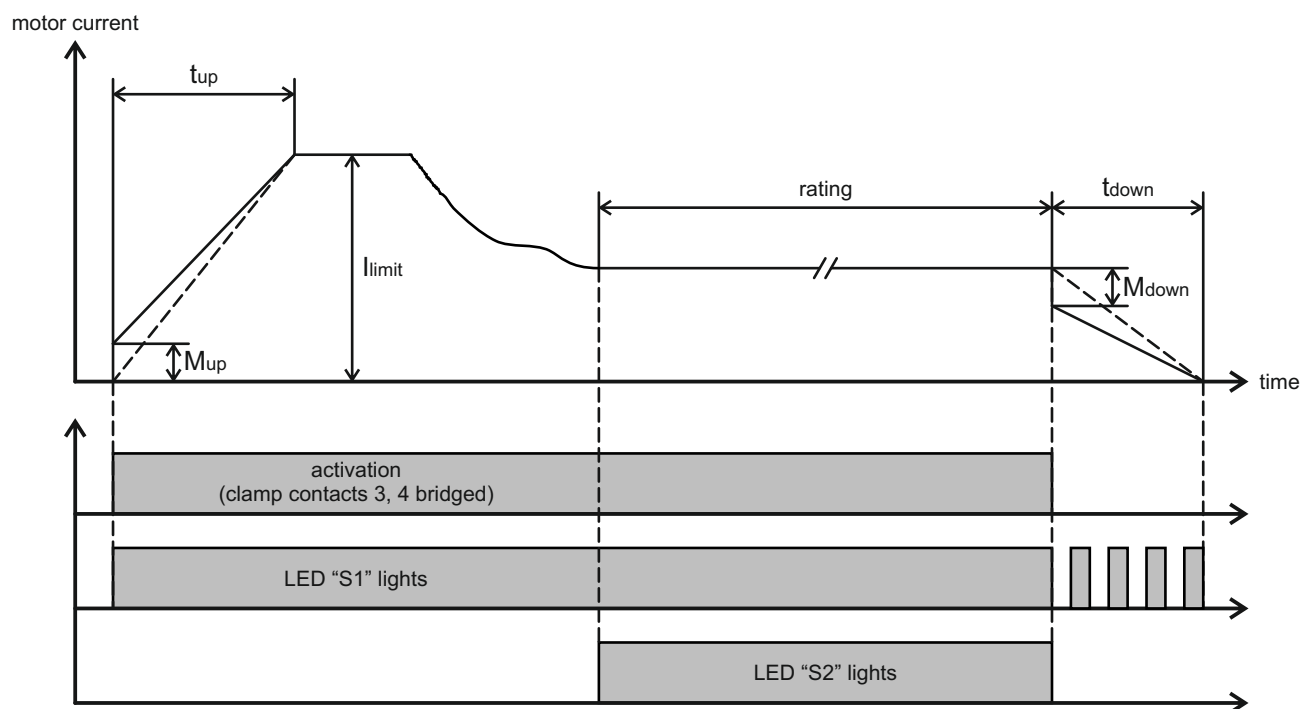 motor current
tup
rating
tdown
Ilimit
Mdown
Mup
time
activation
(clamp contacts 3, 4 bridged)
LED “S1” lights
LED “S2” lights